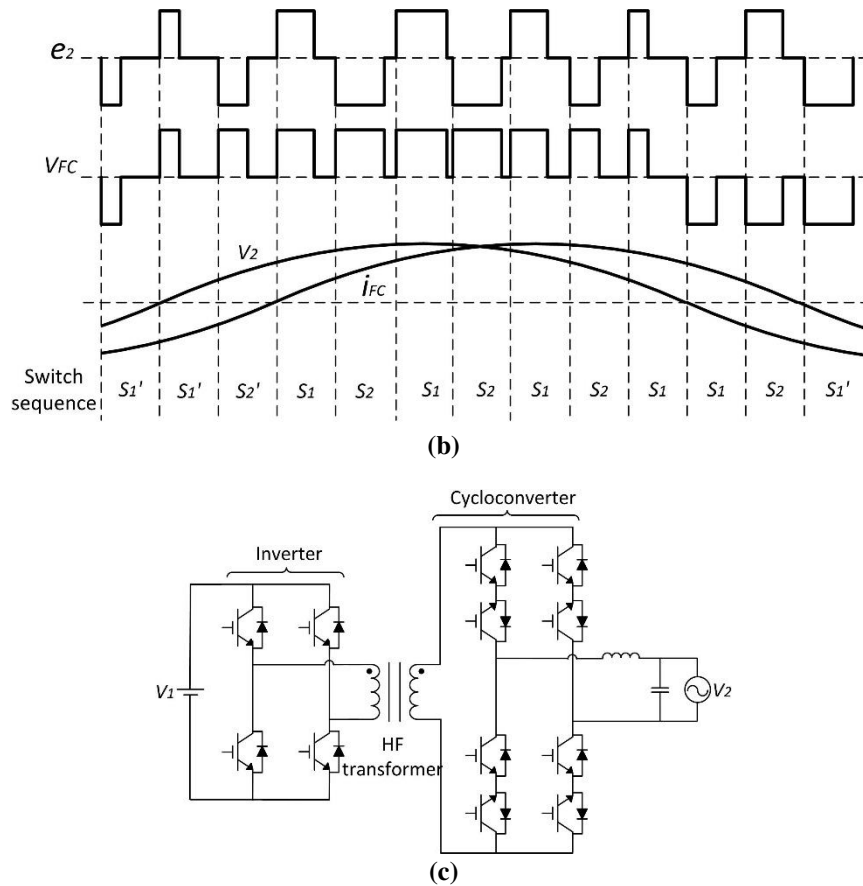 e2
VFC
V2
iFC
Switch
sequence
S1' S1' S2' S1 S2 S1 S2 S1 S2 S1 S1 S2 S1'
(b)
Cycloconverter
Inverter
V1
V2
HF
transformer
(c)